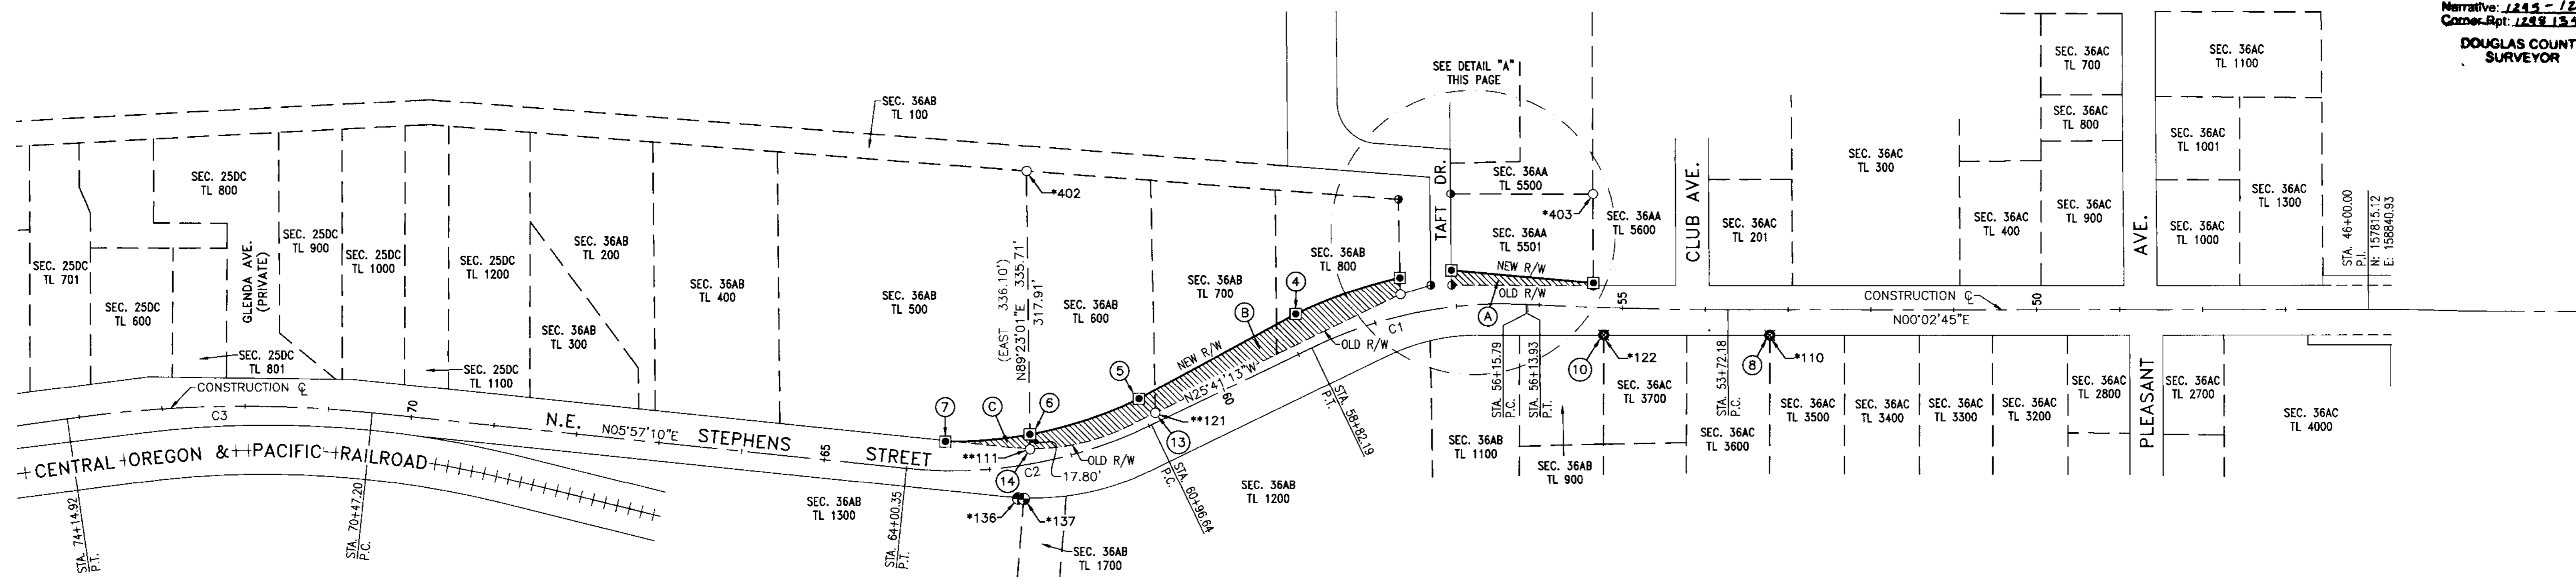 Narrative: 1245 - 12
DOUGLAS COUNT
SURVEYOR
SEE DETAIL "A"
THIS PAGE
SEC. 36AB
TL 100
SEC. 25DC
TL 800
SEC. 25DC
TL 701
SEC. 25DC
TL 600
GLENDA AVE.
(PRIVATE)
SEC. 25DC
TL 900
SEC. 25DC
TL 1000
SEC. 25DC
TL 1200
SEC. 36AB
TL 200
SEC. 36AB
TL 300
SEC. 25DC
TL 801
SEC. 25DC
TL 1100
SEC. 36AB
TL 400
SEC. 36AB
TL 500
*402
(EAST 336.10')
N89°23'01"E 335.71'
317.91'
SEC. 36AB
TL 600
SEC. 36AB
TL 700
SEC. 36AB
TL 800
TAFT DR.
SEC. 36AA
TL 5500
*403
SEC. 36AA
TL 5501
SEC. 36AA
TL 5600
NEW R/W
OLD R/W
A
CLUB AVE.
SEC. 36AC
TL 201
SEC. 36AC
TL 300
SEC. 36AC
TL 400
SEC. 36AC
TL 700
SEC. 36AC
TL 800
SEC. 36AC
TL 900
AVE.
SEC. 36AC
TL 1100
SEC. 36AC
TL 1001
SEC. 36AC
TL 1000
SEC. 36AC
TL 1300
STA. 46+00.00
P.I.
N: 157815.12
E: 158840.93
CONSTRUCTION ℄
55
50
N00°02'45"E
4
B
NEW R/W
OLD R/W
C1
N25°41'13"W
60
5
**121
13
6
7
C
**111
14
17.80'
C2
OLD R/W
STA. 56+15.79
P.C.
STA. 56+13.93
P.T.
STA. 58+82.19
P.T.
STA. 60+96.64
P.C.
10
*122
8
*110
STA. 53+72.18
P.C.
CONSTRUCTION ℄
C3
70
N.E. STEPHENS STREET
N05°57'10"E
65
CENTRAL OREGON & PACIFIC RAILROAD
STA. 74+14.92
P.T.
STA. 70+47.20
P.C.
STA. 64+00.35
P.T.
SEC. 36AB
TL 1300
*136
*137
SEC. 36AB
TL 1700
SEC. 36AB
TL 1200
SEC. 36AB
TL 1100
SEC. 36AB
TL 900
SEC. 36AC
TL 3700
SEC. 36AC
TL 3600
SEC. 36AC
TL 3500
SEC. 36AC
TL 3400
SEC. 36AC
TL 3300
SEC. 36AC
TL 3200
SEC. 36AC
TL 2800
PLEASANT
SEC. 36AC
TL 2700
SEC. 36AC
TL 4000